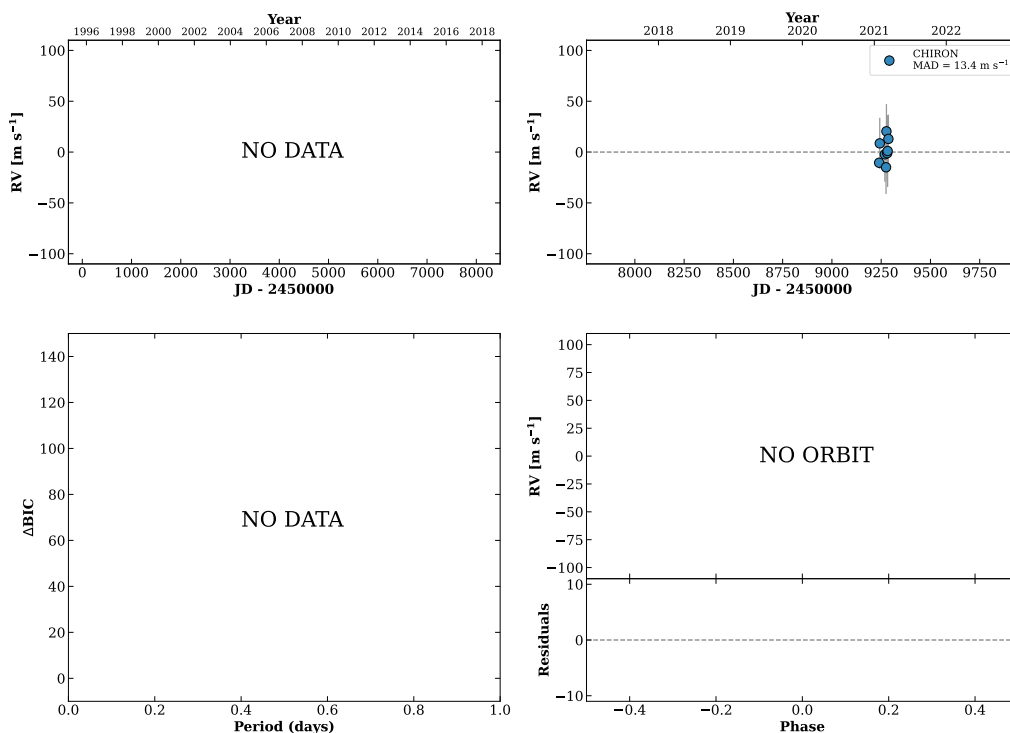 Year
1996 1998 2000 2002 2004 2006 2008 2010 2012 2014 2016 2018
100
50
0
−50
−100
RV [m s⁻¹]
NO DATA
0 1000 2000 3000 4000 5000 6000 7000 8000
JD - 2450000
Year
2018 2019 2020 2021 2022
CHIRON
MAD = 13.4 m s⁻¹
100
50
0
−50
−100
RV [m s⁻¹]
8000 8250 8500 8750 9000 9250 9500 9750
JD - 2450000
140
120
100
80
60
40
20
0
ΔBIC
NO DATA
0.0 0.2 0.4 0.6 0.8 1.0
Period (days)
100
75
50
25
0
−25
−50
−75
−100
RV [m s⁻¹]
NO ORBIT
10
0
−10
Residuals
−0.4 −0.2 0.0 0.2 0.4
Phase